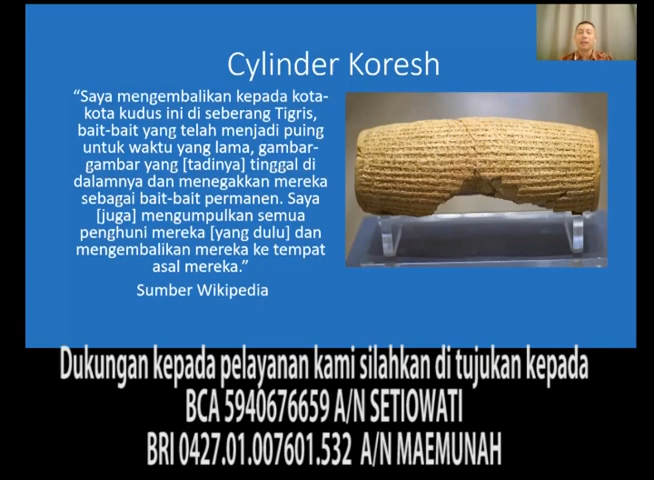 Cylinder Koresh
“Saya mengembalikan kepada kota-
kota kudus ini di seberang Tigris,
bait-bait yang telah menjadi puing
untuk waktu yang lama, gambar-
gambar yang [tadinya] tinggal di
dalamnya dan menegakkan mereka
sebagai bait-bait permanen. Saya
[juga] mengumpulkan semua
penghuni mereka [yang dulu] dan
mengembalikan mereka ke tempat
asal mereka.”
Sumber Wikipedia
Dukungan kepada pelayanan kami silahkan di tujukan kepada
BCA 5940676659 A/N SETIOWATI
BRI 0427.01.007601.532 A/N MAEMUNAH